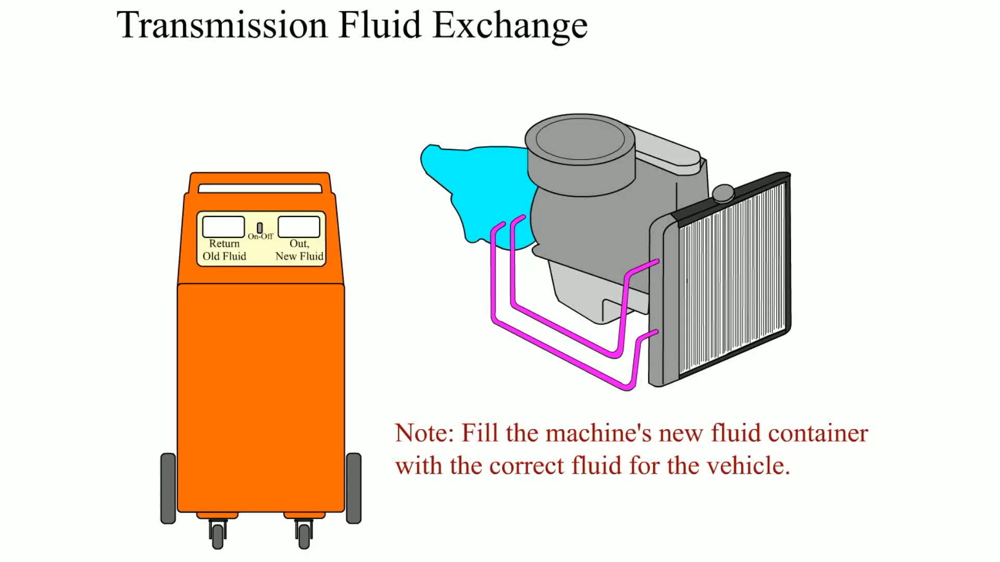 Transmission Fluid Exchange
On-Off
Return
Old Fluid
Out,
New Fluid
Note: Fill the machine's new fluid container
with the correct fluid for the vehicle.